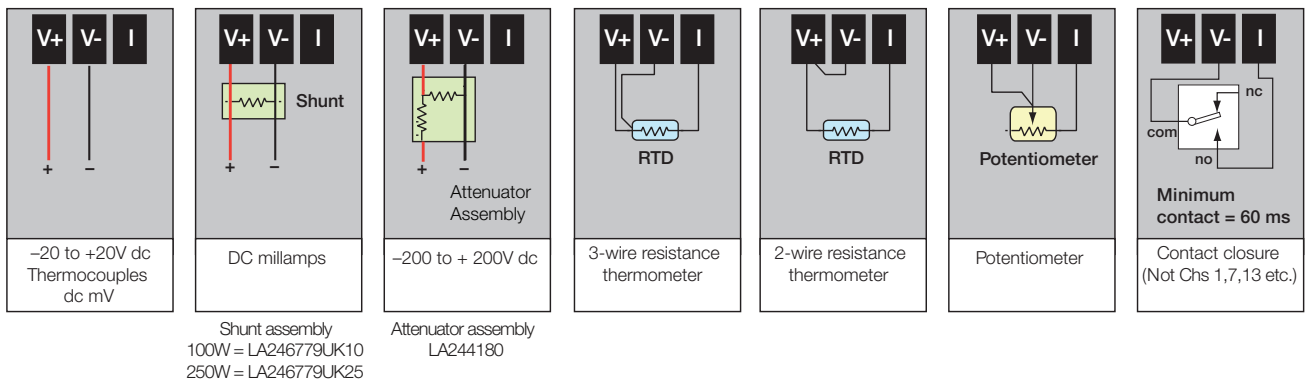 V+ V- I
+ –
–20 to +20V dc
Thermocouples
dc mV
V+ V- I
Shunt
+ –
DC millamps
Shunt assembly
100W = LA246779UK10
250W = LA246779UK25
V+ V- I
+ –
Attenuator
Assembly
–200 to + 200V dc
Attenuator assembly
LA244180
V+ V- I
RTD
3-wire resistance
thermometer
V+ V- I
RTD
2-wire resistance
thermometer
V+ V- I
Potentiometer
Potentiometer
V+ V- I
nc
com
no
Minimum
contact = 60 ms
Contact closure
(Not Chs 1,7,13 etc.)